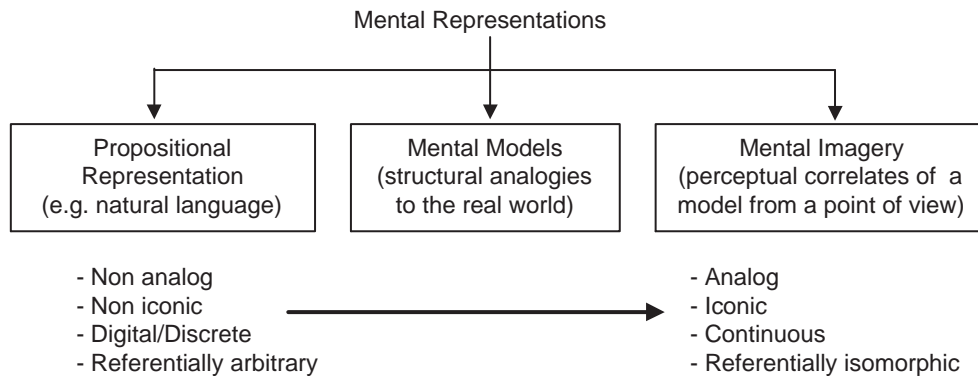 Mental Representations
Propositional
Representation
(e.g. natural language)
Mental Models
(structural analogies
to the real world)
Mental Imagery
(perceptual correlates of a
model from a point of view)
- Non analog
- Non iconic
- Digital/Discrete
- Referentially arbitrary
- Analog
- Iconic
- Continuous
- Referentially isomorphic